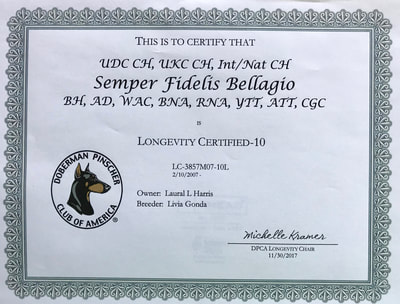 THIS IS TO CERTIFY THAT
UDC CH, UKC CH, Int/Nat CH
Semper Fidelis Bellagio
BH, AD, WAC, BNA, RNA, YTT, ATT, CGC
IS
LONGEVITY CERTIFIED-10
LC-3857M07-10L
2/10/2007-
DOBERMAN PINSCHER
CLUB OF AMERICA
®
Owner: Laural L Harris
Breeder: Livia Gonda
Michelle Kramer
DPCA LONGEVITY CHAIR
11/30/2017